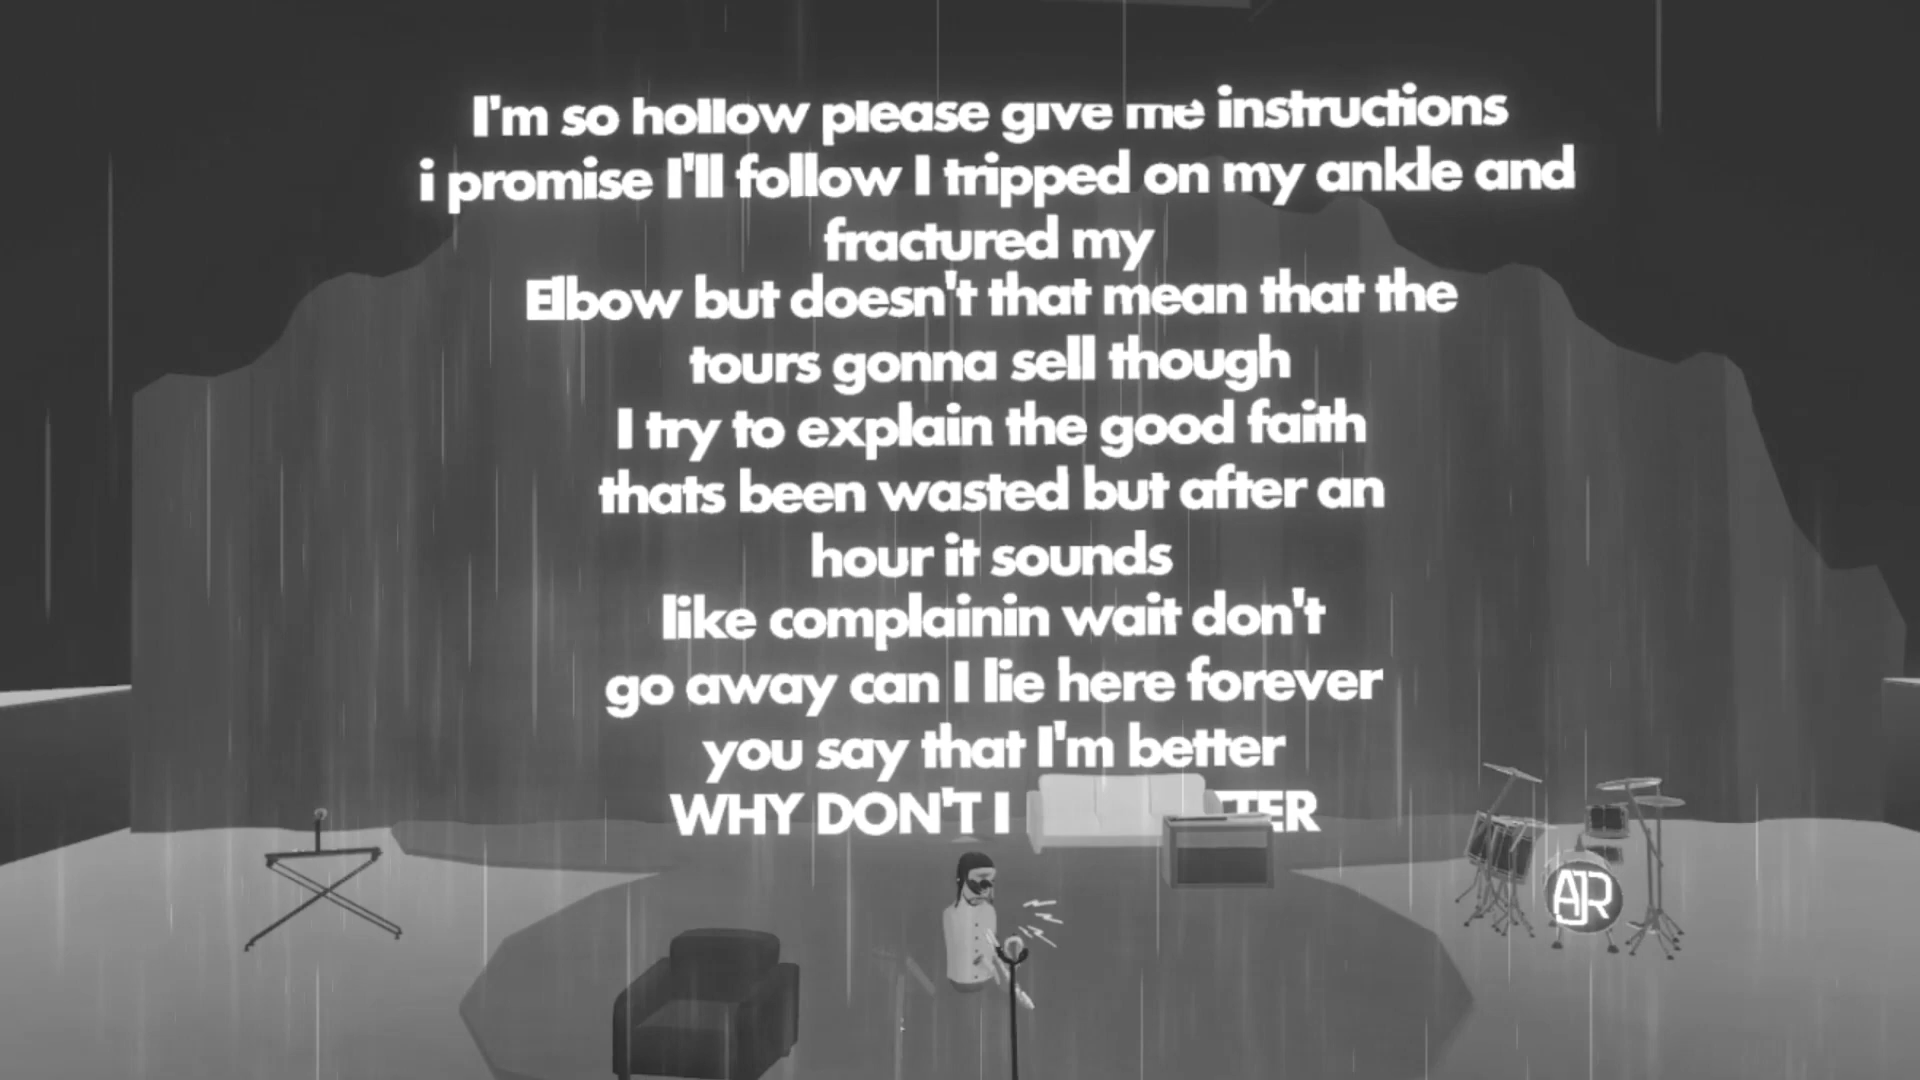 I'm so hollow please give me instructions
i promise I'll follow I tripped on my ankle and
fractured my
Elbow but doesn't that mean that the
tours gonna sell though
I try to explain the good faith
thats been wasted but after an
hour it sounds
like complainin wait don't
go away can I lie here forever
you say that I'm better
WHY DON'T I
AJR